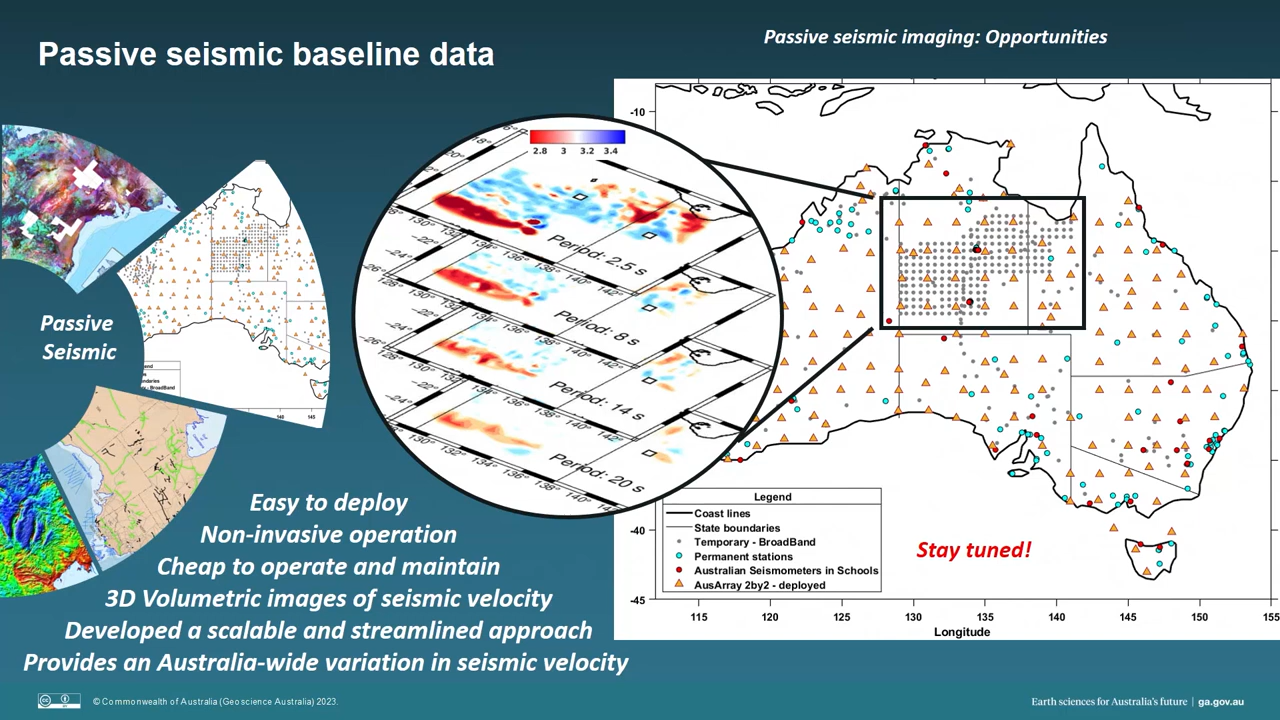 Passive seismic baseline data
Passive seismic imaging: Opportunities
Passive
Seismic
2.8 3 3.2 3.4
Period: 2.5 s
Period: 8 s
Period: 14 s
Period: 20 s
Easy to deploy
Non-invasive operation
Cheap to operate and maintain
3D Volumetric images of seismic velocity
Developed a scalable and streamlined approach
Provides an Australia-wide variation in seismic velocity
-10
-40
-45
Legend
Coast lines
State boundaries
Temporary - BroadBand
Permanent stations
Australian Seismometers in Schools
AusArray 2by2 - deployed
Stay tuned!
115 120 125 130 135 140 145 150 155
Longitude
© Commonwealth of Australia (Geoscience Australia) 2023.
Earth sciences for Australia's future | ga.gov.au